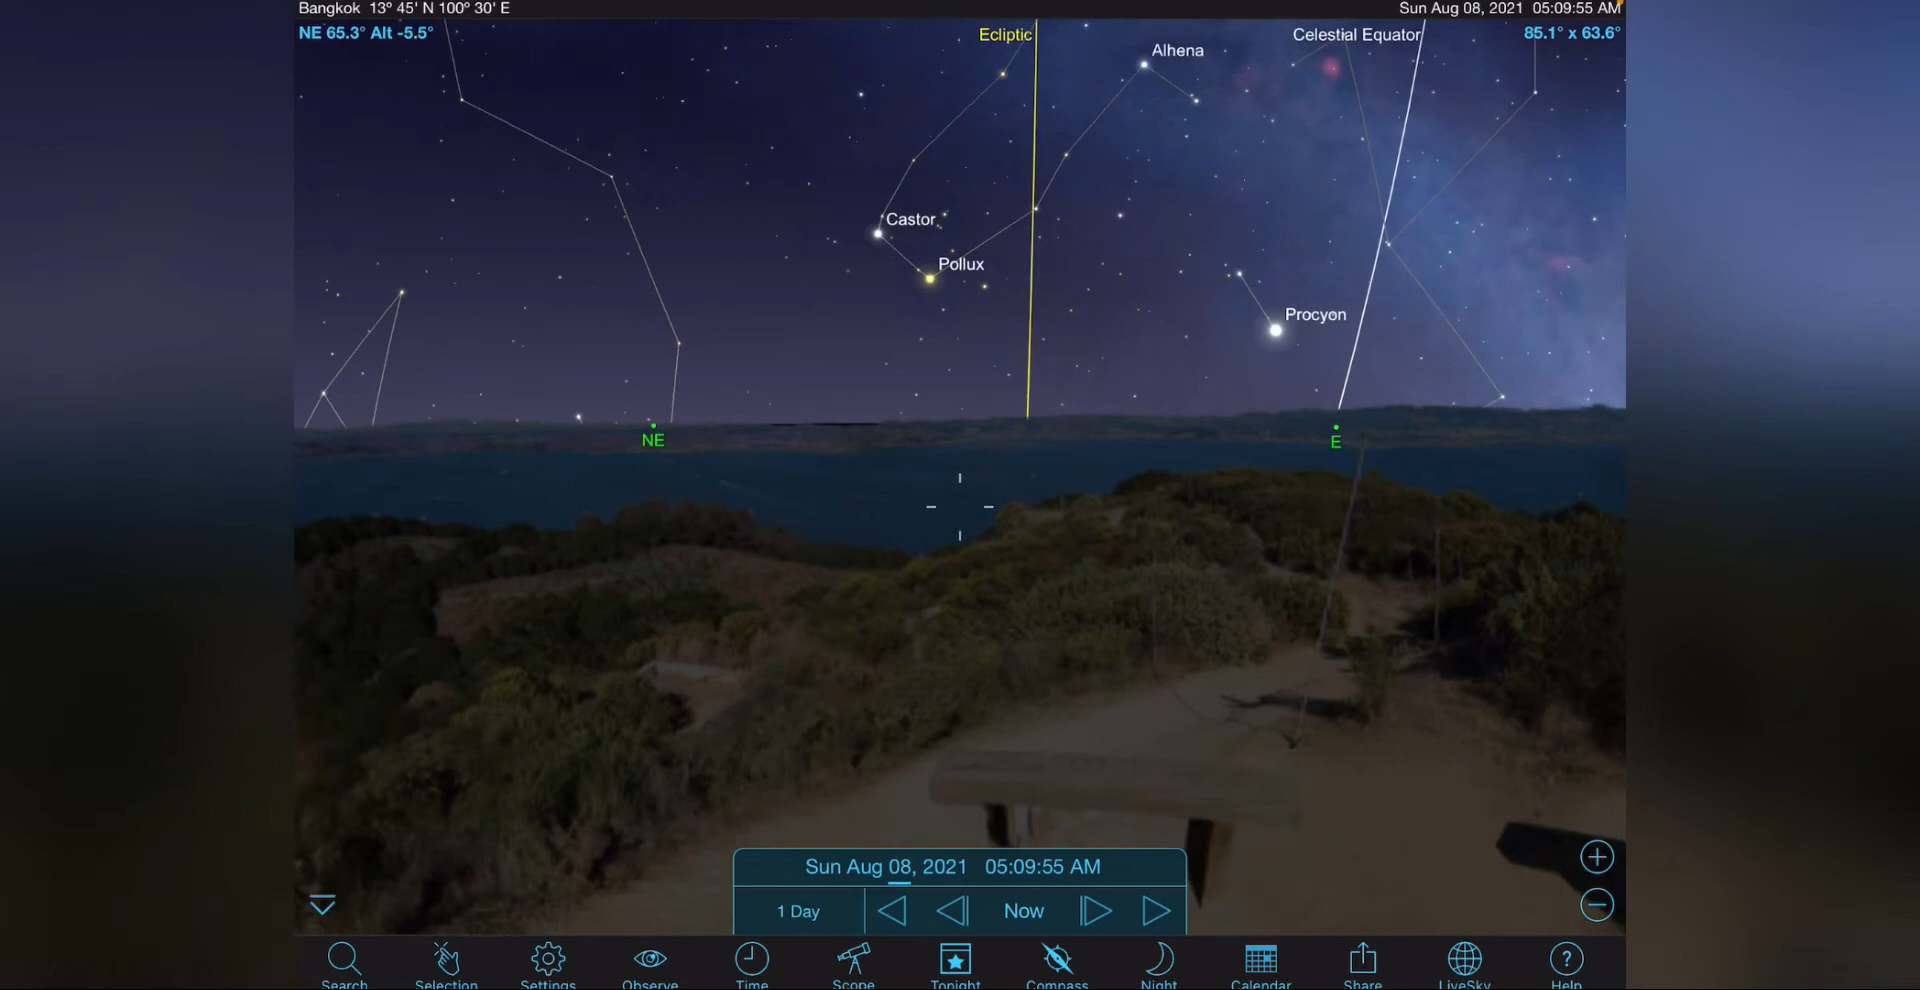 Bangkok 13º 45' N 100º 30' E
Sun Aug 08, 2021 05:09:55 AM
NE 65.3° Alt -5.5°
Ecliptic
Celestial Equator
85.1° x 63.6°
Alhena
Castor
Pollux
Procyon
NE
E
Sun Aug 08, 2021 05:09:55 AM
1 Day
Now
Search
Selection
Settings
Observe
Time
Scope
Tonight
Compass
Night
Calendar
Share
LiveSky
Help